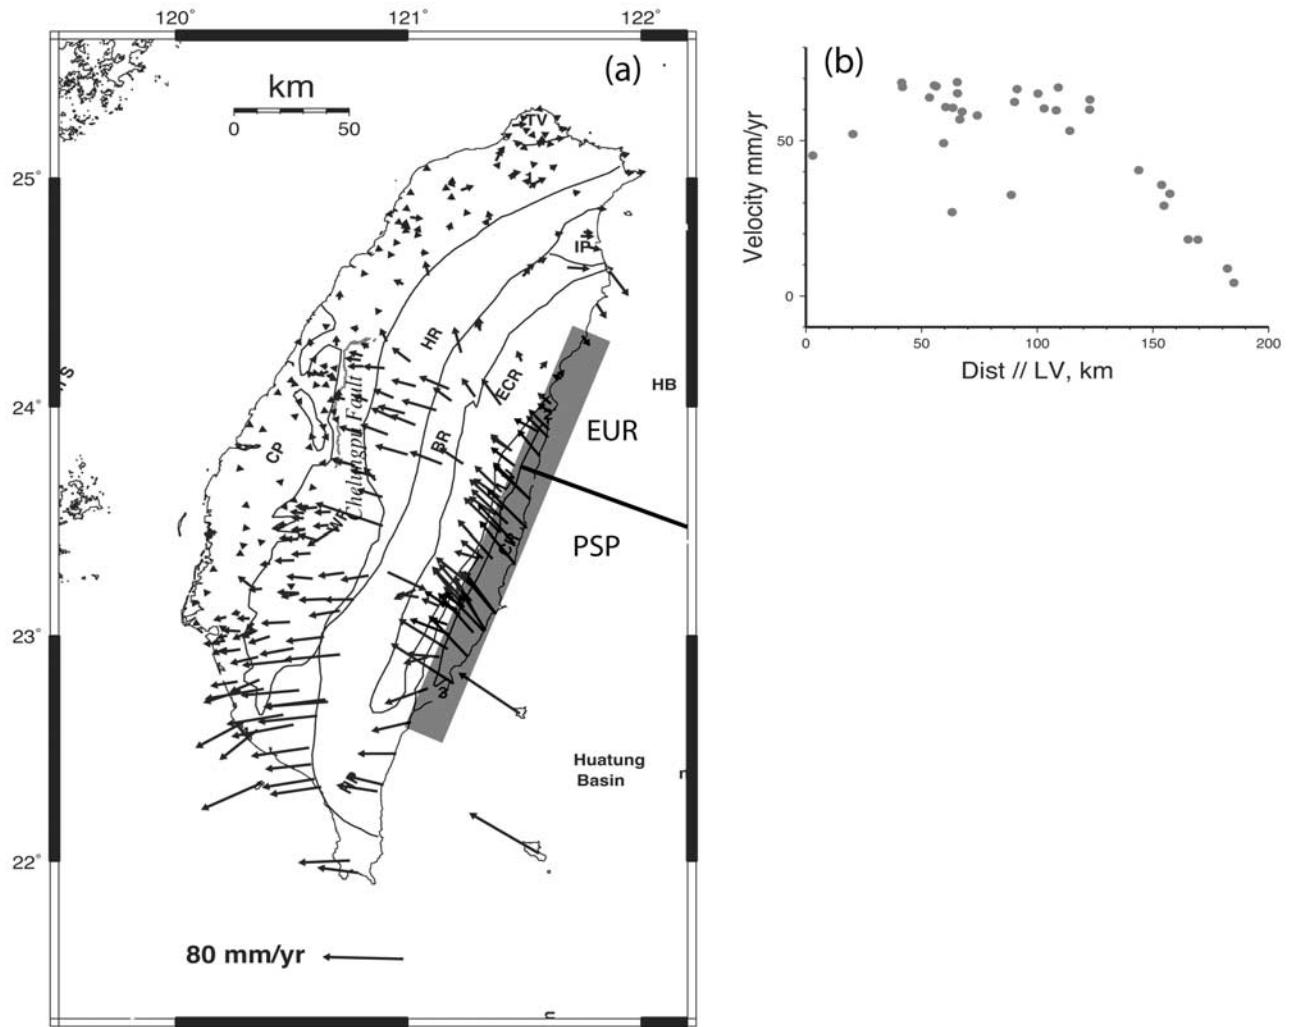 120° 121° 122°
(a)
km
0 50
TV
25°
IP
HR
24°
ECR
HB
EUR
BR
CP
Chelungpu Fault
PSP
23°
Huatung
Basin
22°
80 mm/yr
(b)
Velocity mm/yr
50
0
0 50 100 150 200
Dist // LV, km